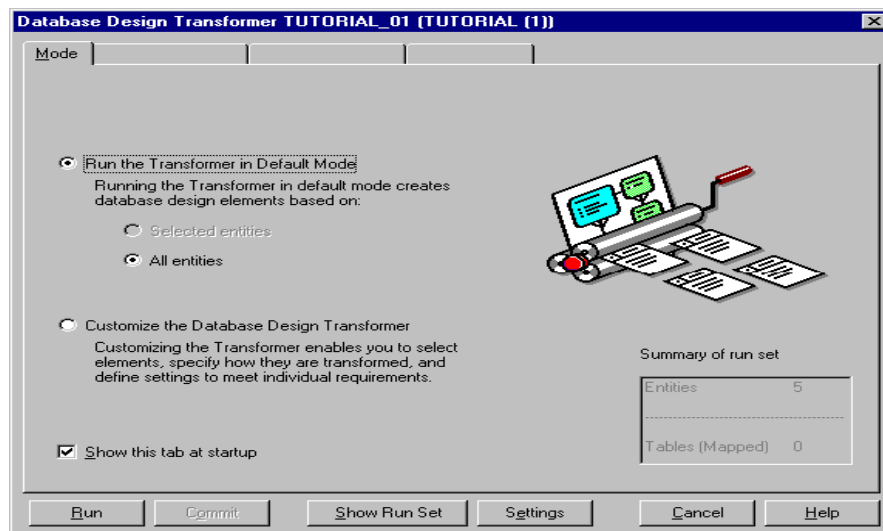 Database Design Transformer TUTORIAL_01 (TUTORIAL (1))
Mode
Run the Transformer in Default Mode
Running the Transformer in default mode creates
database design elements based on:
Selected entities
All entities
Customize the Database Design Transformer
Customizing the Transformer enables you to select
elements, specify how they are transformed, and
define settings to meet individual requirements.
Summary of run set
Entities 5
Tables (Mapped) 0
Show this tab at startup
Run
Commit
Show Run Set
Settings
Cancel
Help